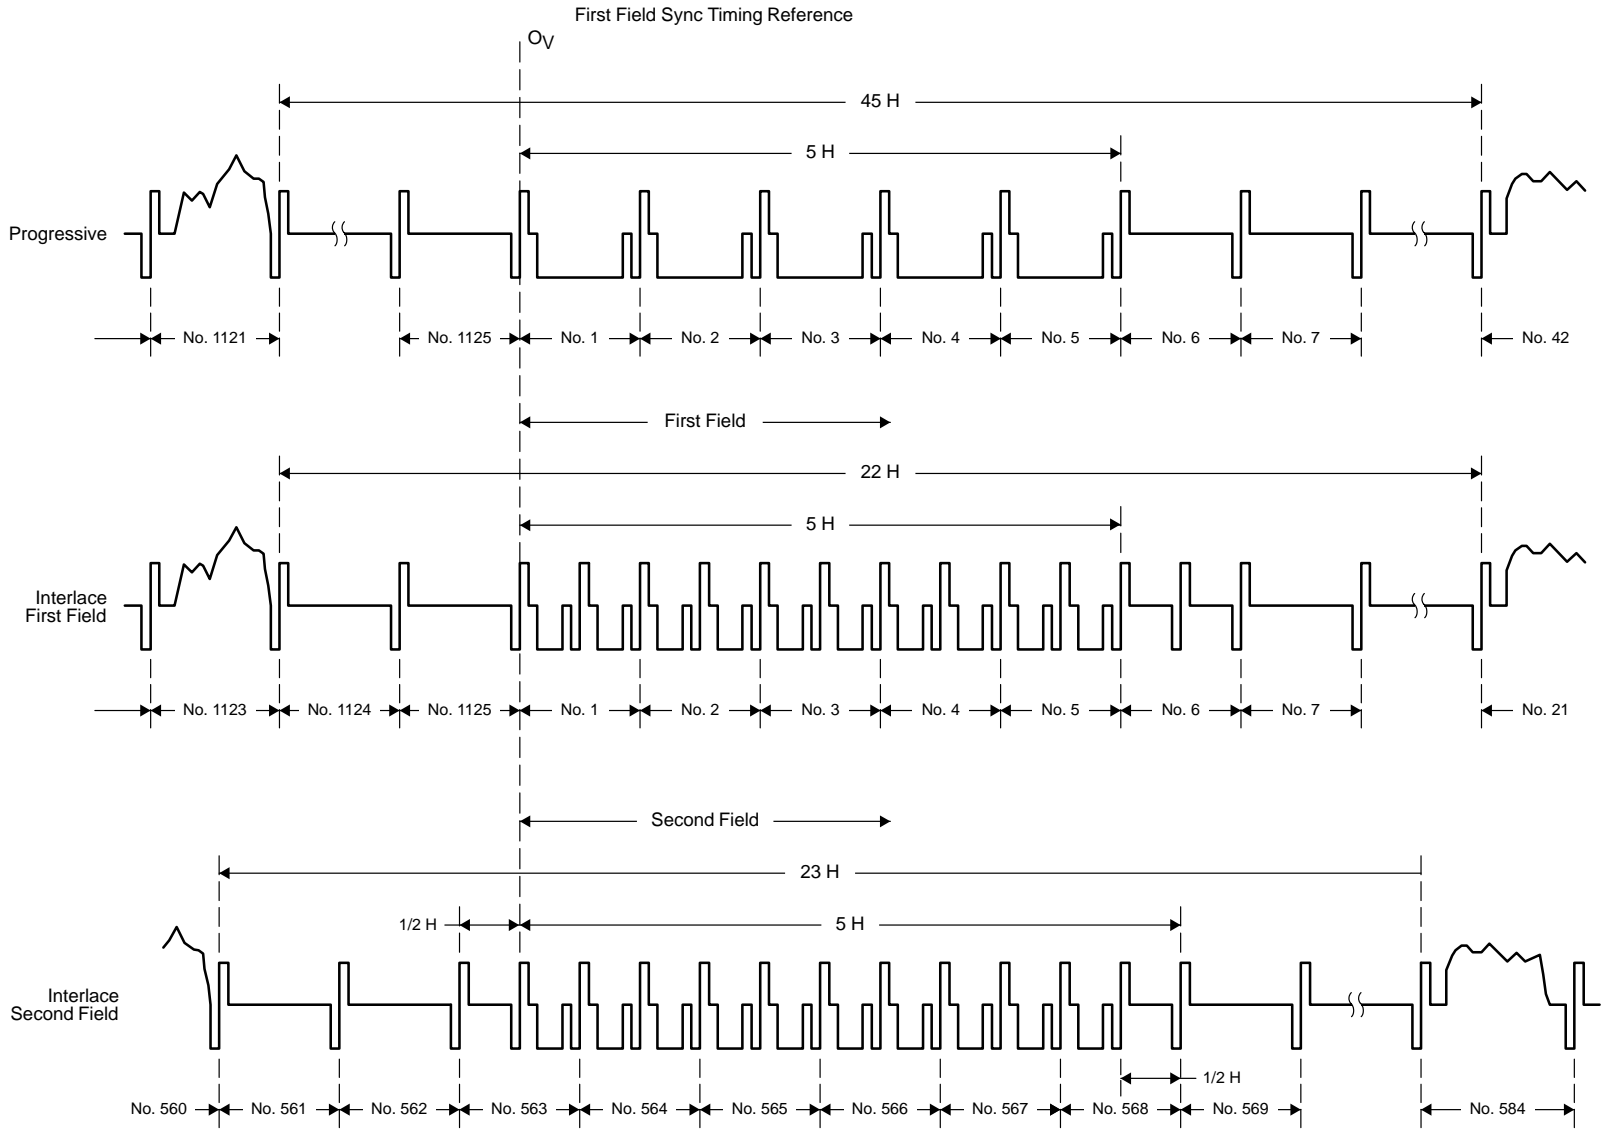 First Field Sync Timing Reference
OV
45 H
5 H
Progressive
No. 1121 No. 1125 No. 1 No. 2 No. 3 No. 4 No. 5 No. 6 No. 7 No. 42
First Field
22 H
5 H
Interlace
First Field
No. 1123 No. 1124 No. 1125 No. 1 No. 2 No. 3 No. 4 No. 5 No. 6 No. 7 No. 21
Second Field
23 H
1/2 H 5 H
Interlace
Second Field
1/2 H
No. 560 No. 561 No. 562 No. 563 No. 564 No. 565 No. 566 No. 567 No. 568 No. 569 No. 584